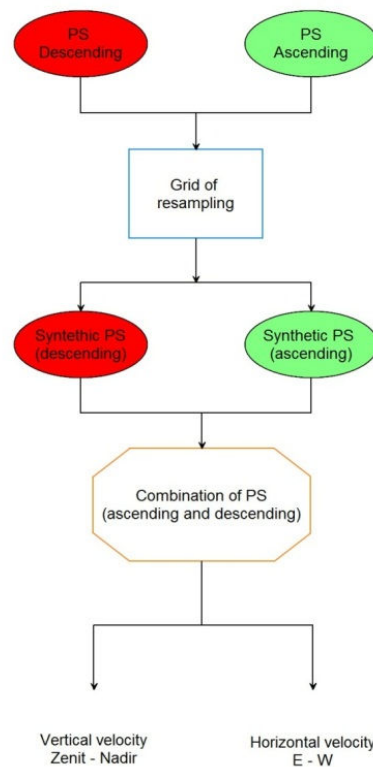 PS
Descending
PS
Ascending
Grid of
resampling
Syntethic PS
(descending)
Synthetic PS
(ascending)
Combination of PS
(ascending and descending)
Vertical velocity
Zenit - Nadir
Horizontal velocity
E - W